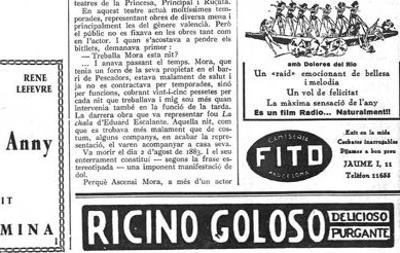 RENE
LEFEVRE
Anny
IT
MINA
teatres de la Princesa, Principal i Ruçafa.
En aquest teatre actuà moltíssimes tem-
porades, representant obres de diversa mena i
principalment les del gènere valencià. Però
el públic no es fixava en les obres tant com
en l'actor. I quan s'acostava a pendre els
bitllets, demanava primer :
— Treballa Mora esta nit?
... I anava passant el temps. Mora, que
tenia un forn de la seva propietat en el barri
de Pescadors, estava malament de salut i
ja no es contractava per temporades, sinó
per funcions, cobrant vint-i-cinc pessetes per
cada nit que treballava i mig sou més quan
intervenia també en la funció de la tarda.
La darrera obra que va representar fou La
chala d'Eduard Escalante. Aquella nit, com
que es trobava més malament que de cos-
tum, alguns companys, en acabar la repre-
sentació, el varen acompanyar a casa seva.
Va morir el dia 2 d'agost de 1883. I el seu
enterrament constituí — segons la frase es-
tereotipada — una imponent manifestació de
dol.
Perquè Ascensi Mora, a més d'un actor
amb Dolores del Rio
Un «raid» emocionant de bellesa
i melodia
Un vol de felicitat
La màxima sensació de l'any
Es un film Radio... Naturalment!!
CAMISERIA
FITO
BARCELONA
Exit en la mida
Corbates inarrugables
Pijames a bon preu
JAUME I, 11
Telèfon 11655
RICINO GOLOSO
DELICIOSO
PURGANTE